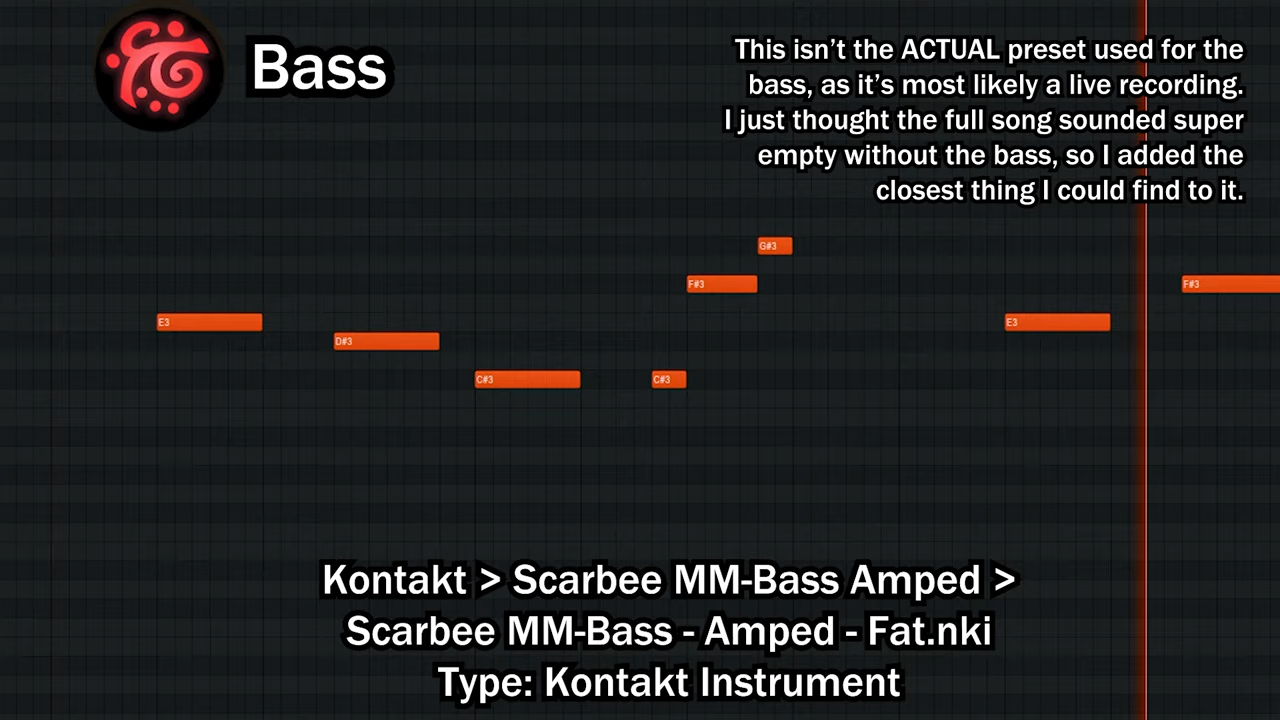 Bass
This isn’t the ACTUAL preset used for the
bass, as it’s most likely a live recording.
I just thought the full song sounded super
empty without the bass, so I added the
closest thing I could find to it.
G#3
F#3
F#3
E3
E3
D#3
C#3
C#3
Kontakt > Scarbee MM-Bass Amped >
Scarbee MM-Bass - Amped - Fat.nki
Type: Kontakt Instrument